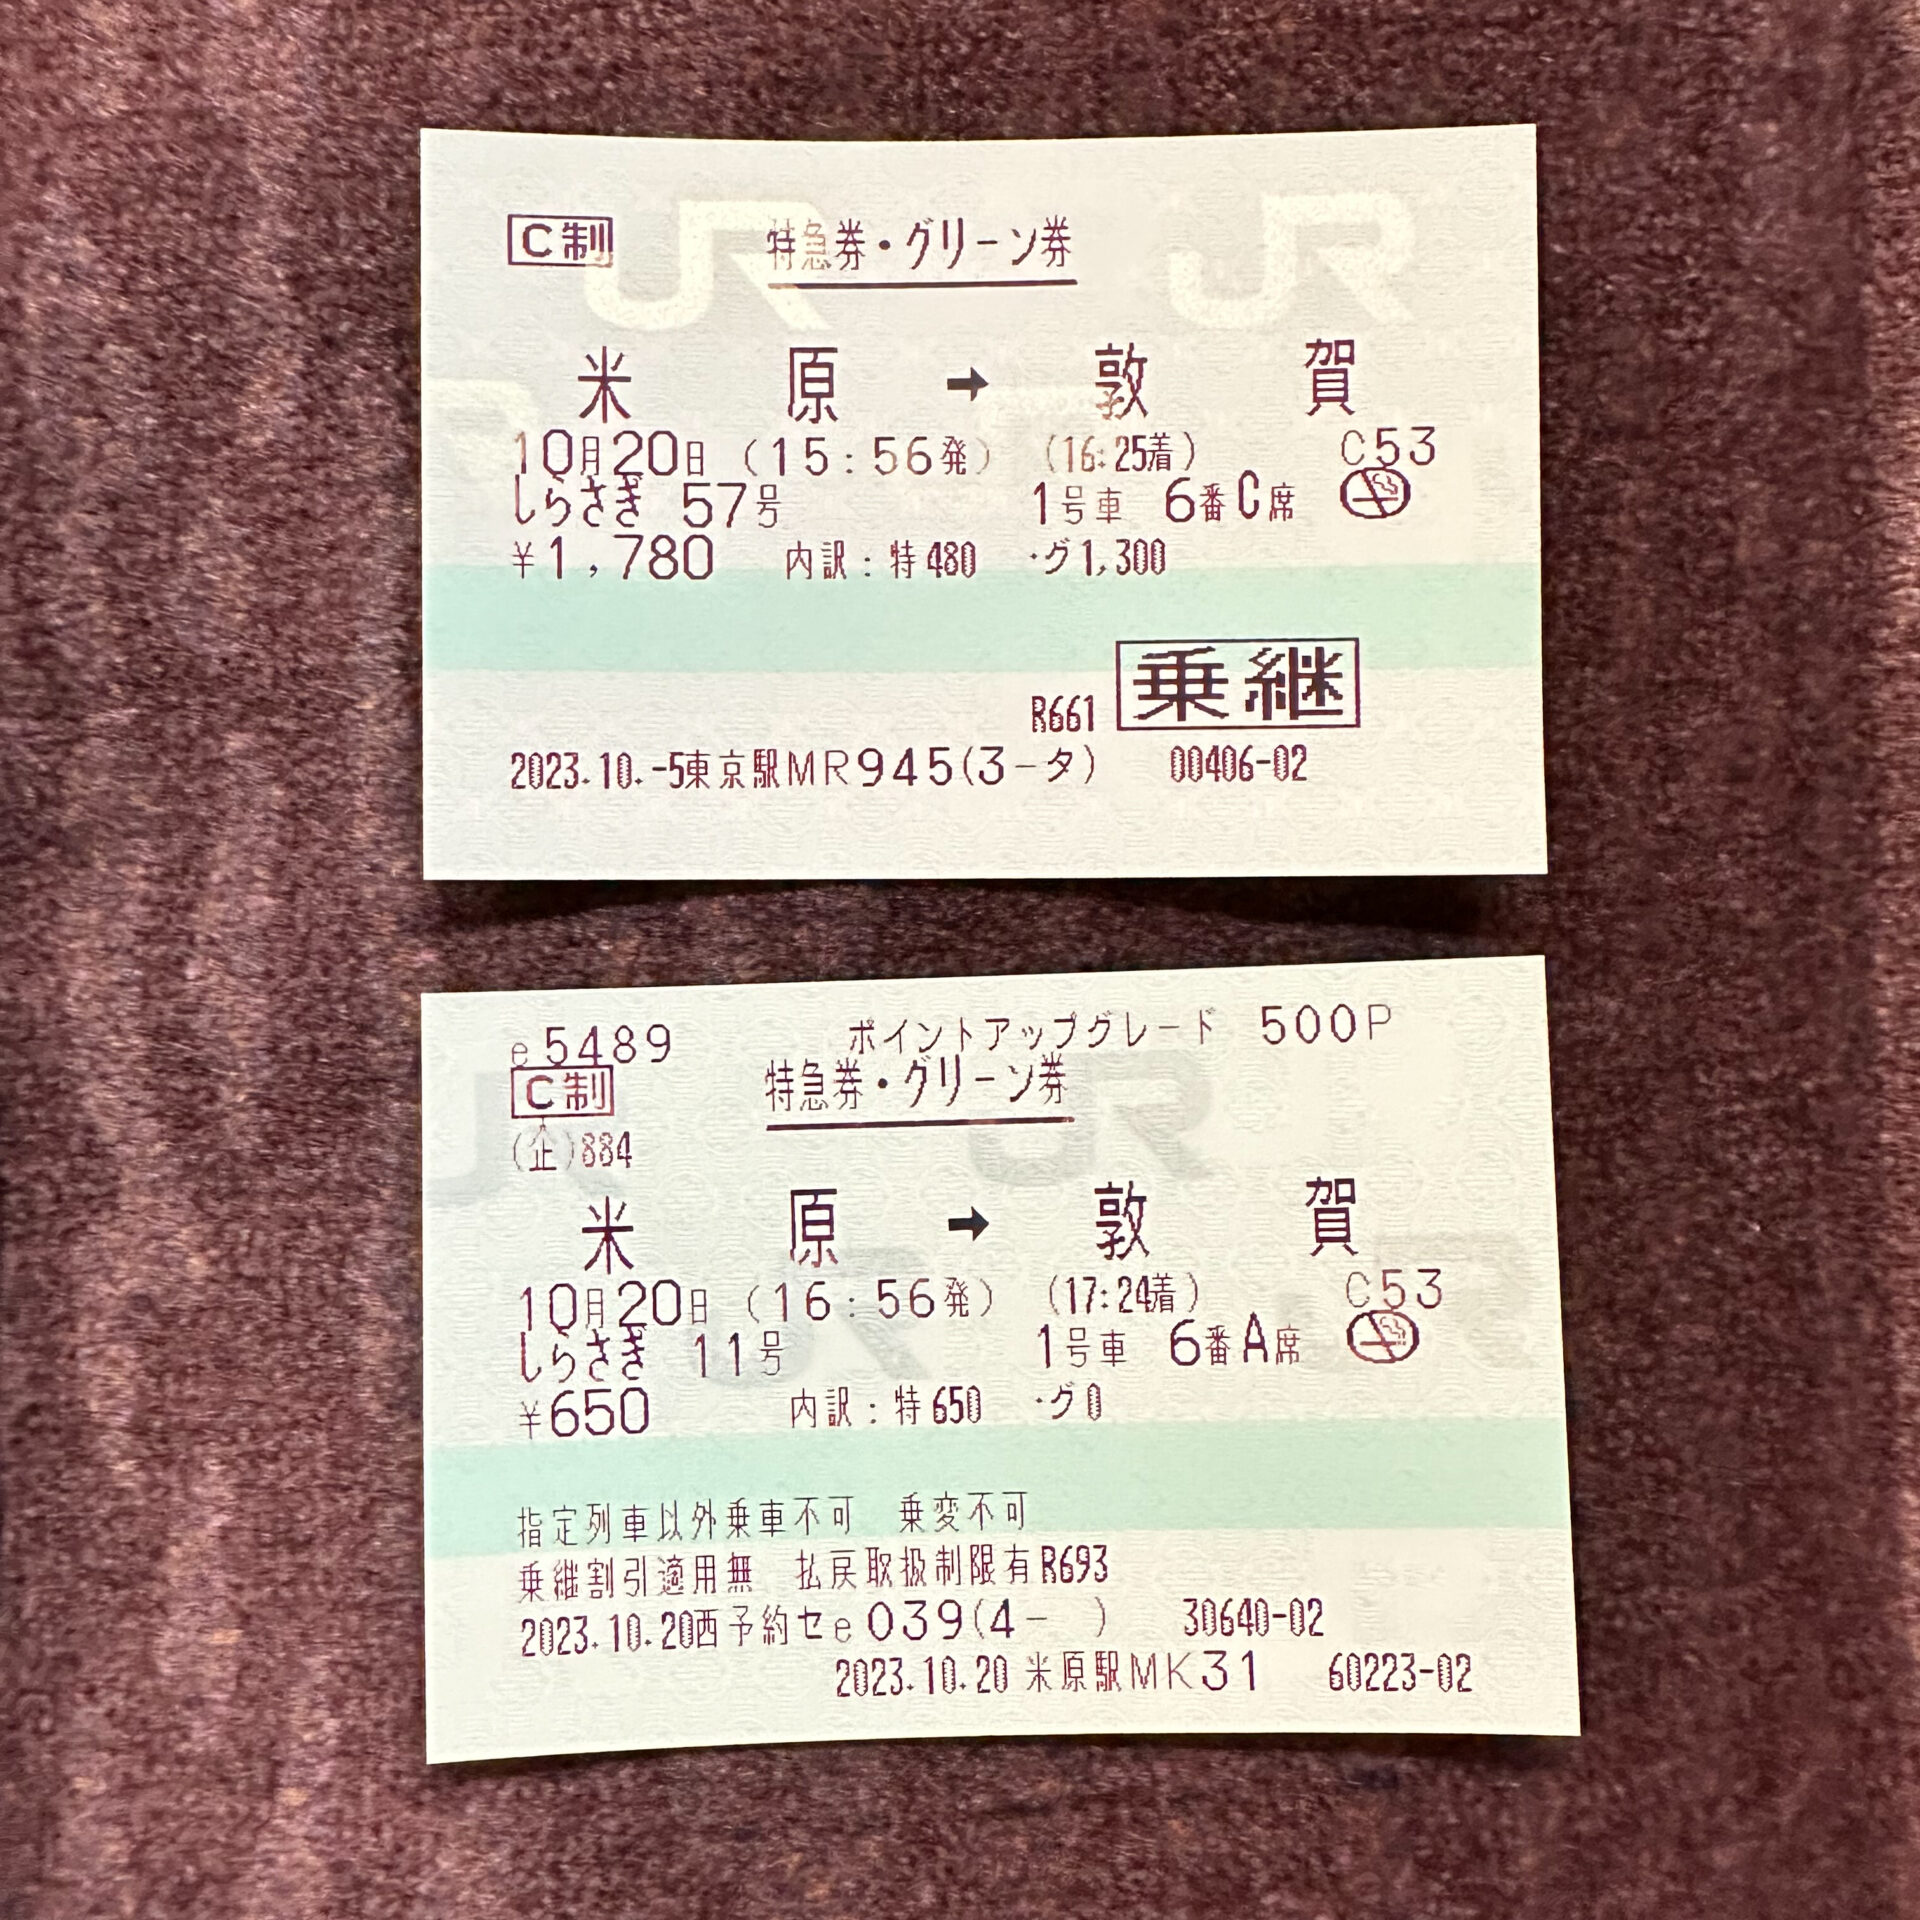 C制 特急券・グリーン券
米原 → 敦賀
10月20日 (15:56発) (16:25着) C53
しらさぎ 57号 1号車 6番C席
¥1,780 内訳:特480 ・グ1,300
R661 乗継
2023.10.-5東京駅MR945(3-タ) 00406-02
e5489 ポイントアップグレード 500P
C制 特急券・グリーン券
(企)884
米原 → 敦賀
10月20日 (16:56発) (17:24着) C53
しらさぎ 11号 1号車 6番A席
¥650 内訳:特650 ・グ0
指定列車以外乗車不可 乗変不可
乗継割引適用無 払戻取扱制限有R693
2023.10.20西予約セe039(4- ) 30640-02
2023.10.20 米原駅MK31 60223-02